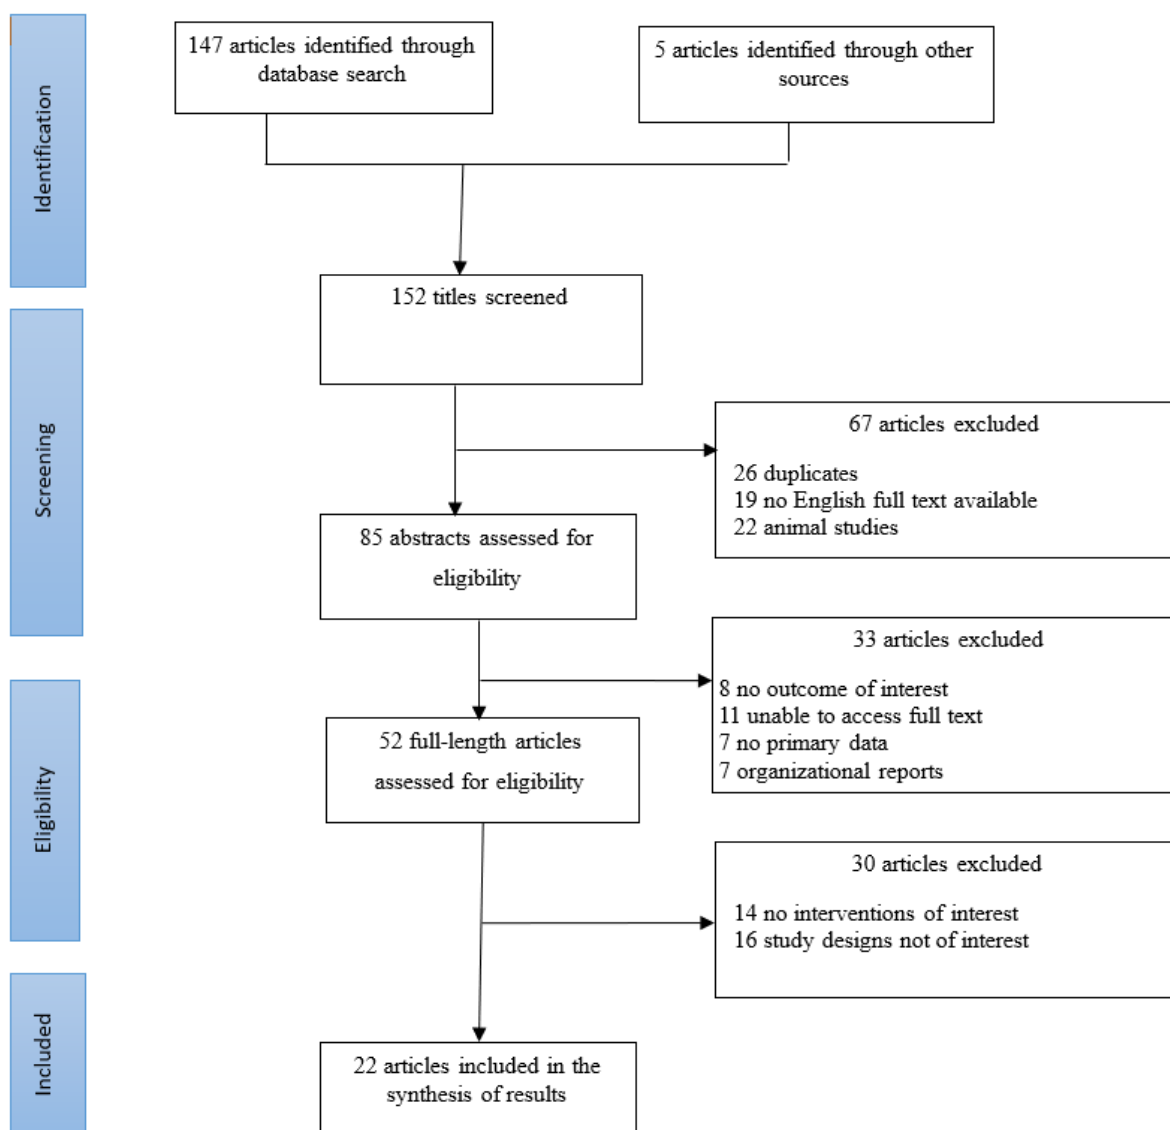 Identification
147 articles identified through
database search
5 articles identified through other
sources
152 titles screened
Screening
67 articles excluded
26 duplicates
19 no English full text available
22 animal studies
85 abstracts assessed for
eligibility
33 articles excluded
8 no outcome of interest
11 unable to access full text
7 no primary data
7 organizational reports
Eligibility
52 full-length articles
assessed for eligibility
30 articles excluded
14 no interventions of interest
16 study designs not of interest
Included
22 articles included in the
synthesis of results